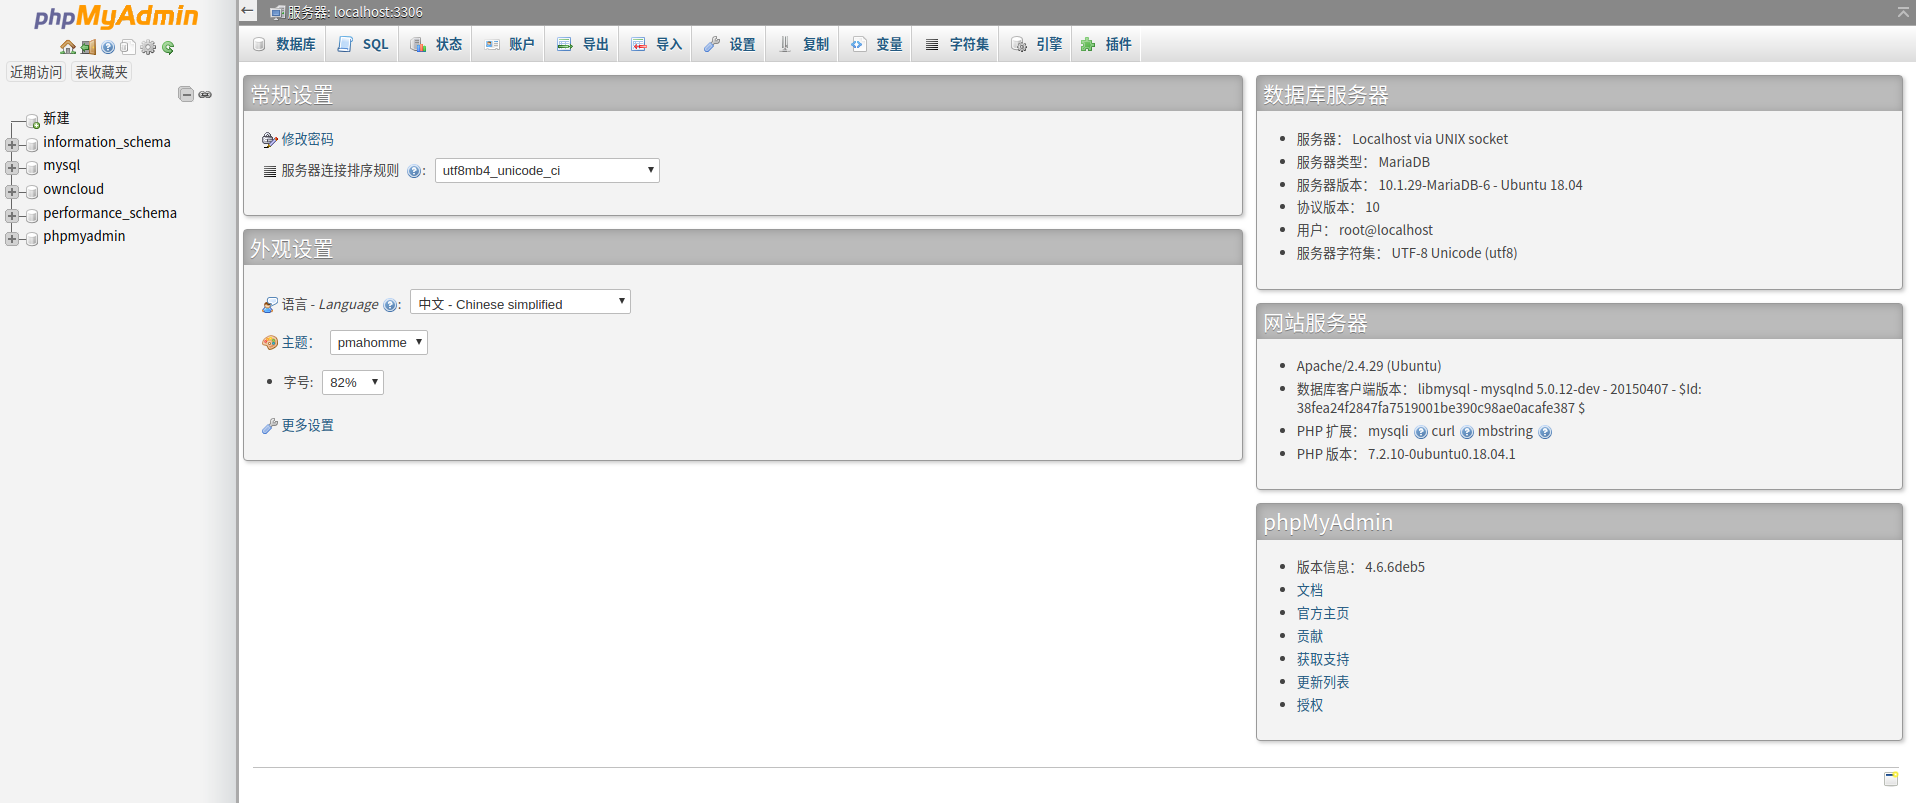 phpMyAdmin
近期访问 表收藏夹
新建
information_schema
mysql
owncloud
performance_schema
phpmyadmin
服务器: localhost:3306
数据库 SQL 状态 账户 导出 导入 设置 复制 变量 字符集 引擎 插件
常规设置
修改密码
服务器连接排序规则 : utf8mb4_unicode_ci
外观设置
语言 - Language : 中文 - Chinese simplified
主题： pmahomme
字号: 82%
更多设置
数据库服务器
服务器： Localhost via UNIX socket
服务器类型： MariaDB
服务器版本： 10.1.29-MariaDB-6 - Ubuntu 18.04
协议版本： 10
用户： root@localhost
服务器字符集： UTF-8 Unicode (utf8)
网站服务器
Apache/2.4.29 (Ubuntu)
数据库客户端版本： libmysql - mysqlnd 5.0.12-dev - 20150407 - $Id:
38fea24f2847fa7519001be390c98ae0acafe387 $
PHP 扩展： mysqli curl mbstring
PHP 版本： 7.2.10-0ubuntu0.18.04.1
phpMyAdmin
版本信息： 4.6.6deb5
文档
官方主页
贡献
获取支持
更新列表
授权